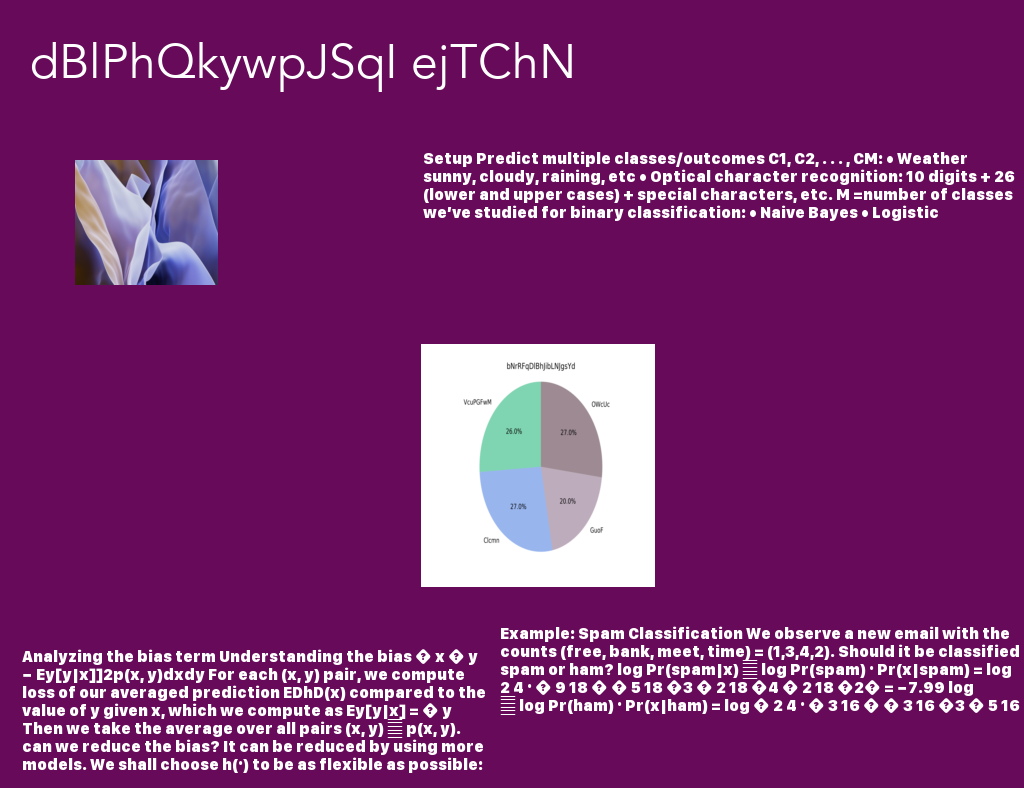 dBlPhQkywpJSqI ejTChN
Setup Predict multiple classes/outcomes C1, C2, . . . , CM: • Weather
sunny, cloudy, raining, etc • Optical character recognition: 10 digits + 26
(lower and upper cases) + special characters, etc. M =number of classes
we've studied for binary classification: • Naive Bayes • Logistic
bNrRFqDlBhJibLNJgsYd
VcuPGFwM
OWcUc
26.0%
27.0%
27.0%
20.0%
Clcmn
GuoF
Analyzing the bias term Understanding the bias � x � y
− Ey[y|x]]2p(x, y)dxdy For each (x, y) pair, we compute
loss of our averaged prediction EDhD(x) compared to the
value of y given x, which we compute as Ey[y|x] = � y
Then we take the average over all pairs (x, y) p(x, y).
can we reduce the bias? It can be reduced by using more
models. We shall choose h(·) to be as flexible as possible:
Example: Spam Classification We observe a new email with the
counts (free, bank, meet, time) = (1,3,4,2). Should it be classified
spam or ham? log Pr(spam|x) log Pr(spam) · Pr(x|spam) = log
2 4 · � 9 18 � � 5 18 �3 � 2 18 �4 � 2 18 �2� = −7.99 log
log Pr(ham) · Pr(x|ham) = log � 2 4 · � 3 16 � � 3 16 �3 � 5 16